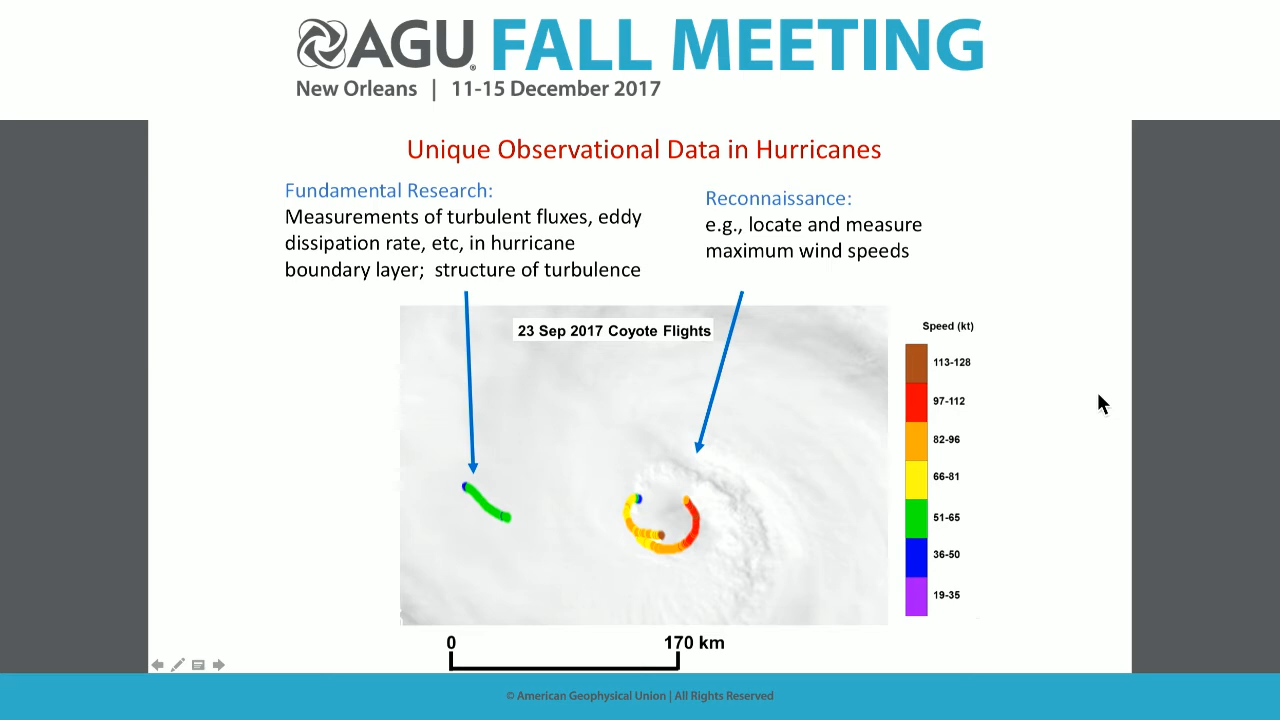 AGU FALL MEETING
New Orleans | 11-15 December 2017
Unique Observational Data in Hurricanes
Fundamental Research:
Measurements of turbulent fluxes, eddy
dissipation rate, etc, in hurricane
boundary layer; structure of turbulence
Reconnaissance:
e.g., locate and measure
maximum wind speeds
23 Sep 2017 Coyote Flights
Speed (kt)
113-128
97-112
82-96
66-81
51-65
36-50
19-35
0 170 km
© American Geophysical Union | All Rights Reserved